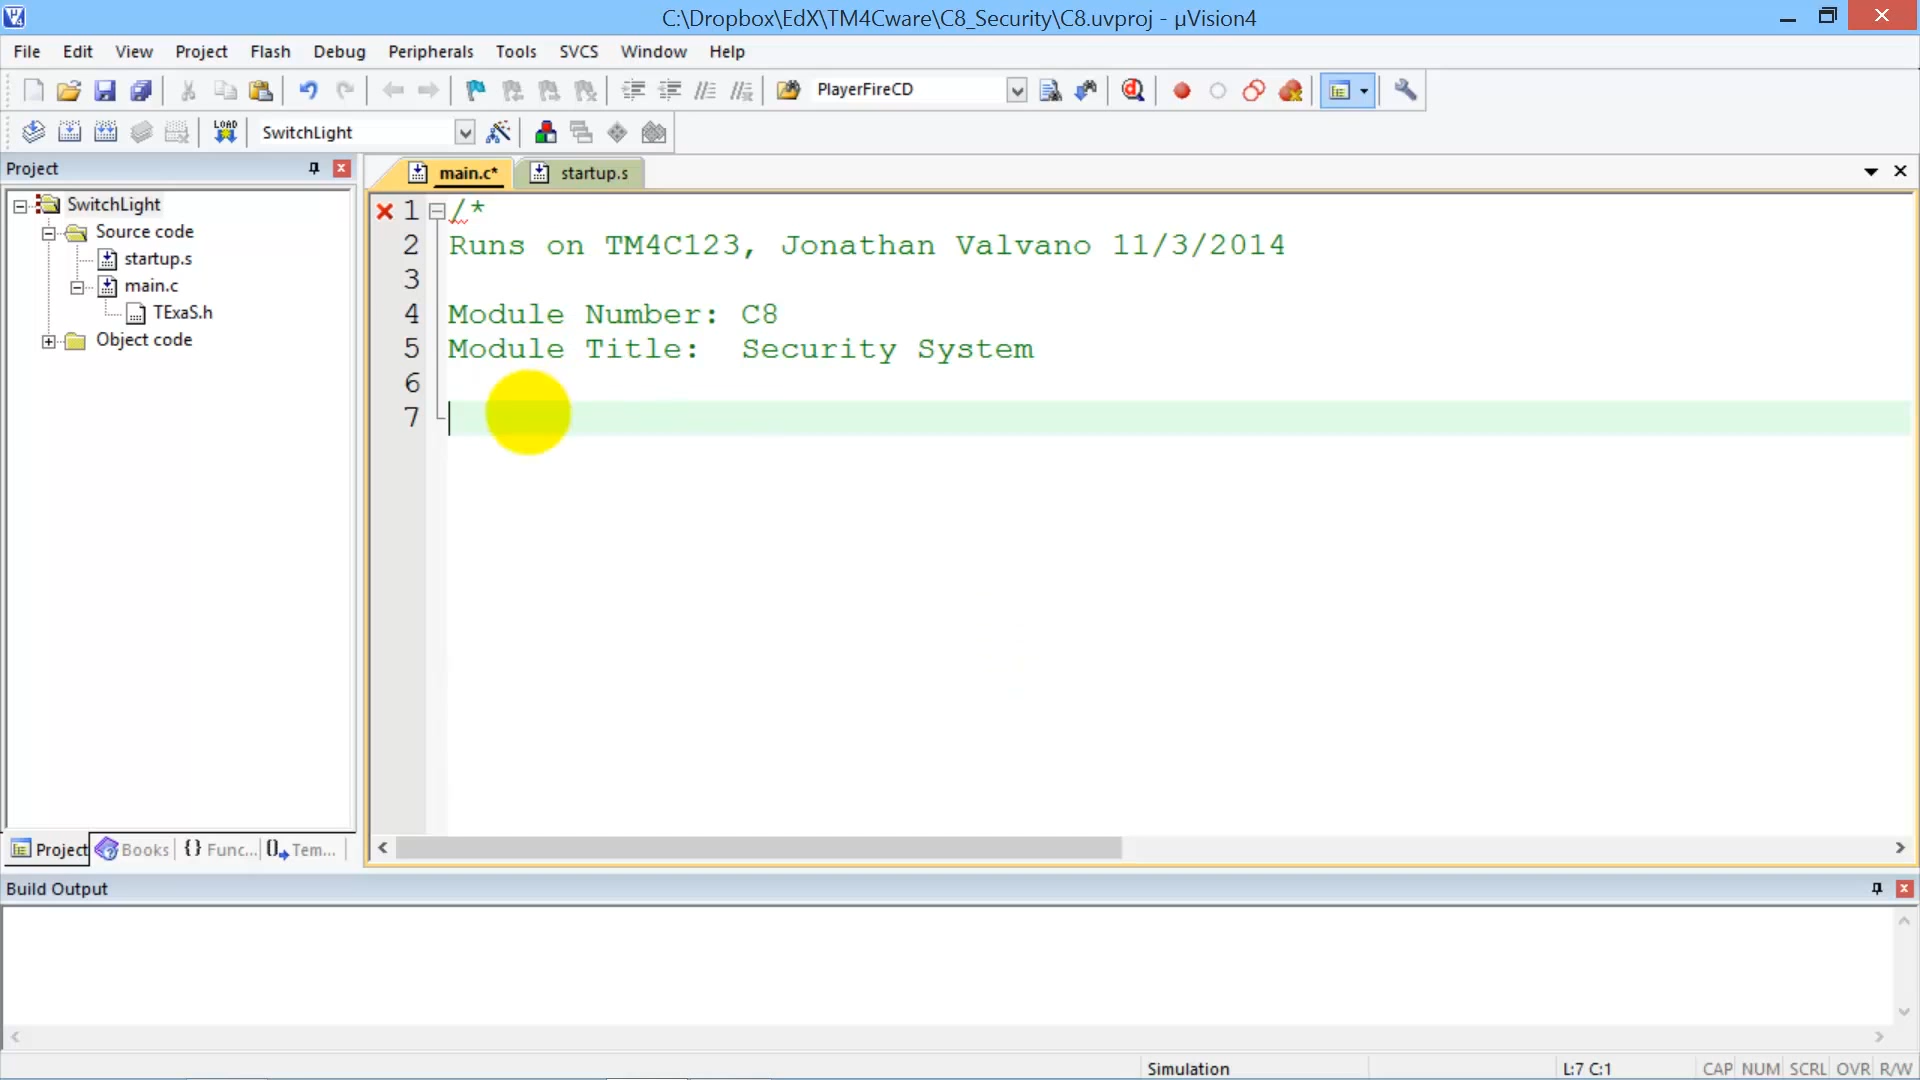 C:\Dropbox\EdX\TM4Cware\C8_Security\C8.uvproj - µVision4
File Edit View Project Flash Debug Peripherals Tools SVCS Window Help
PlayerFireCD
LOAD SwitchLight
Project
main.c* startup.s
SwitchLight
Source code
startup.s
main.c
TExaS.h
Object code
1 /*
2 Runs on TM4C123, Jonathan Valvano 11/3/2014
3
4 Module Number: C8
5 Module Title:  Security System
6
7
Project Books {} Func... Tem...
Build Output
Simulation L:7 C:1 CAP NUM SCRL OVR R/W